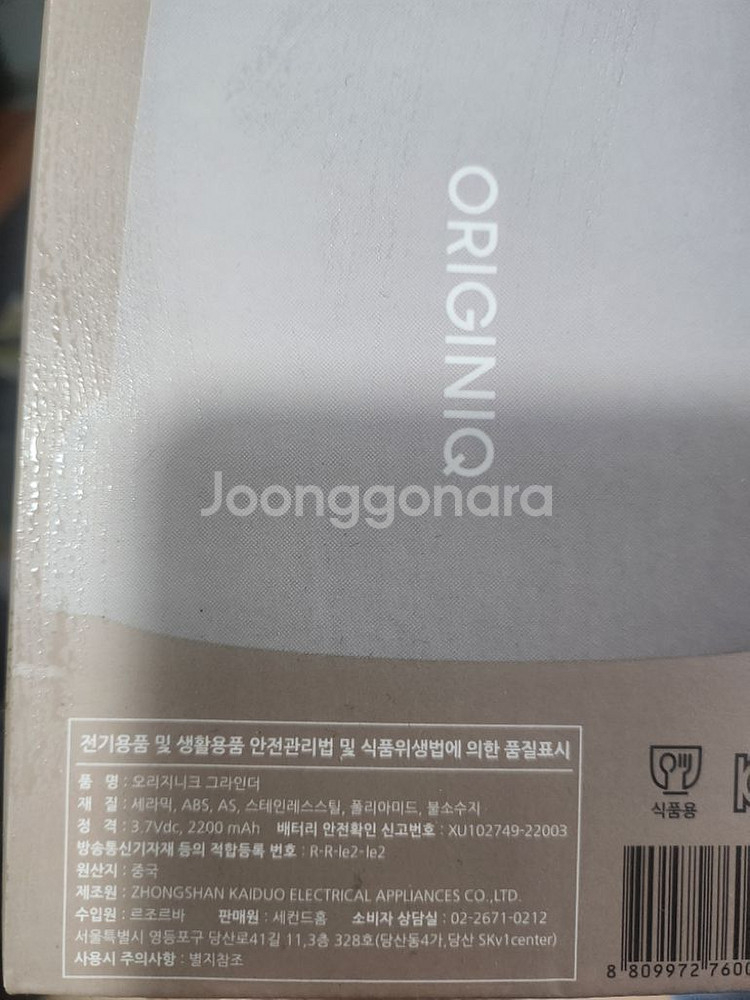 ORIGINIQ
Joonggonara
전기용품 및 생활용품 안전관리법 및 식품위생법에 의한 품질표시
품 명 : 오리지니크 그라인더
재 질 : 세라믹, ABS, AS, 스테인레스스틸, 폴리아미드, 불소수지
정 격 : 3.7Vdc, 2200 mAh 배터리 안전확인 신고번호 : XU102749-22003
방송통신기자재 등의 적합등록 번호 : R-R-le2-le2
원산지 : 중국
제조원 : ZHONGSHAN KAIDUO ELECTRICAL APPLIANCES CO.,LTD.
수입원 : 르조르바 판매원 : 세컨드홈 소비자 상담실 : 02-2671-0212
서울특별시 영등포구 당산로41길 11,3층 328호(당산동4가,당산 SKv1center)
사용시 주의사항 : 별지참조
식품용
8 809972 7600